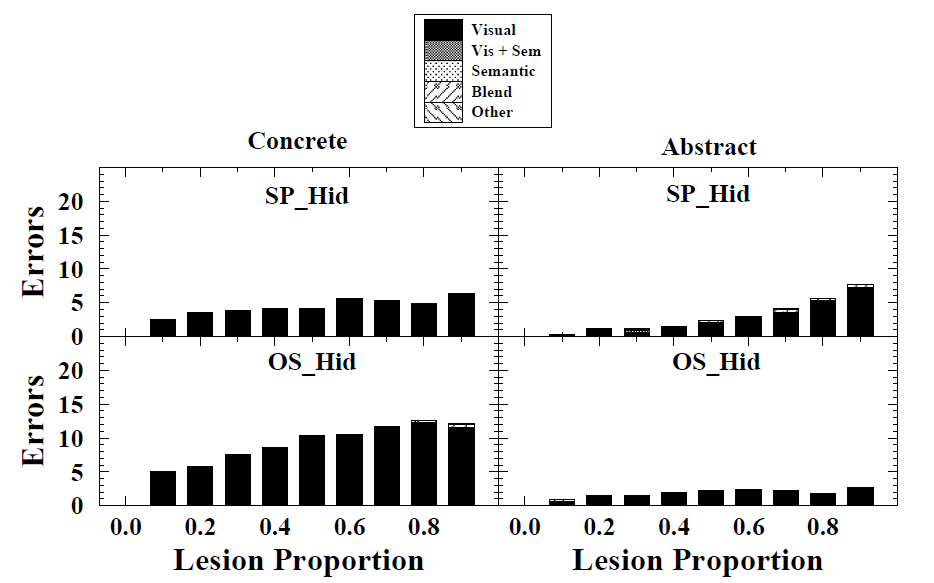 Visual
Vis + Sem
Semantic
Blend
Other
Concrete
Abstract
SP_Hid
SP_Hid
Errors
20
15
10
5
0
OS_Hid
OS_Hid
Errors
20
15
10
5
0
0.0 0.2 0.4 0.6 0.8
0.0 0.2 0.4 0.6 0.8
Lesion Proportion
Lesion Proportion